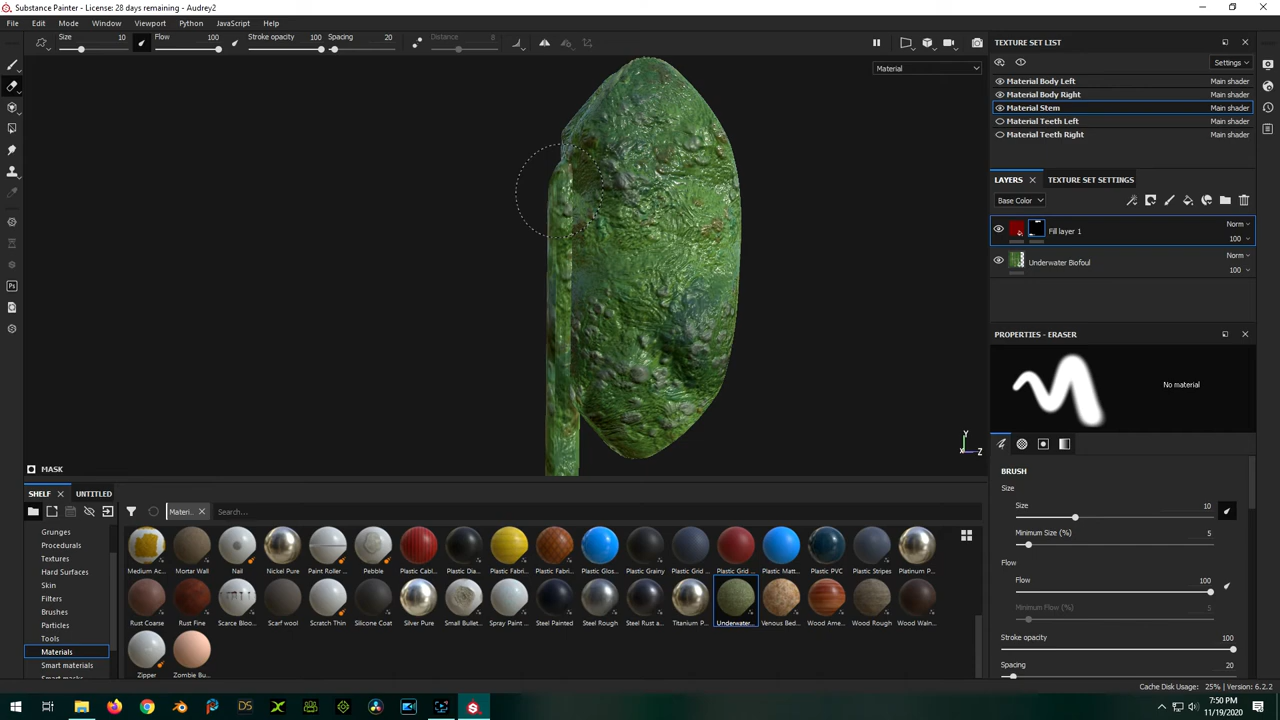 Substance Painter - License: 28 days remaining - Audrey2
File Edit Mode Window Viewport Python JavaScript Help
Size 10 Flow 100 Stroke opacity 100 Spacing 20 Distance 8
Material
TEXTURE SET LIST
Settings
Material Body Left Main shader
Material Body Right Main shader
Material Stem Main shader
Material Teeth Left Main shader
Material Teeth Right Main shader
LAYERS TEXTURE SET SETTINGS
Base Color
Fill layer 1 Norm 100
Underwater Biofoul Norm 100
PROPERTIES - ERASER
No material
BRUSH
Size
Size 10
Minimum Size (%) 5
Flow
Flow 100
Minimum Flow (%) 5
Stroke opacity 100
Spacing 20
Y
X Z
MASK
SHELF UNTITLED
Materi... Search...
Grunges
Procedurals
Textures
Hard Surfaces
Skin
Filters
Brushes
Particles
Tools
Materials
Smart materials
Smart masks
Medium Ac... Mortar Wall Nail Nickel Pure Paint Roller ... Pebble Plastic Cabl... Plastic Dia... Plastic Fabri... Plastic Fabri... Plastic Glos... Plastic Grainy Plastic Grid ... Plastic Grid ... Plastic Matt... Plastic PVC Plastic Stripes Platinum P...
Rust Coarse Rust Fine Scarce Bloo... Scarf wool Scratch Thin Silicone Coat Silver Pure Small Bullet... Spray Paint ... Steel Painted Steel Rough Steel Rust a... Titanium P... Underwater... Venous Bed... Wood Ame... Wood Rough Wood Waln...
Zipper Zombie Bu...
Cache Disk Usage: 25% | Version: 6.2.2
7:50 PM
11/19/2020